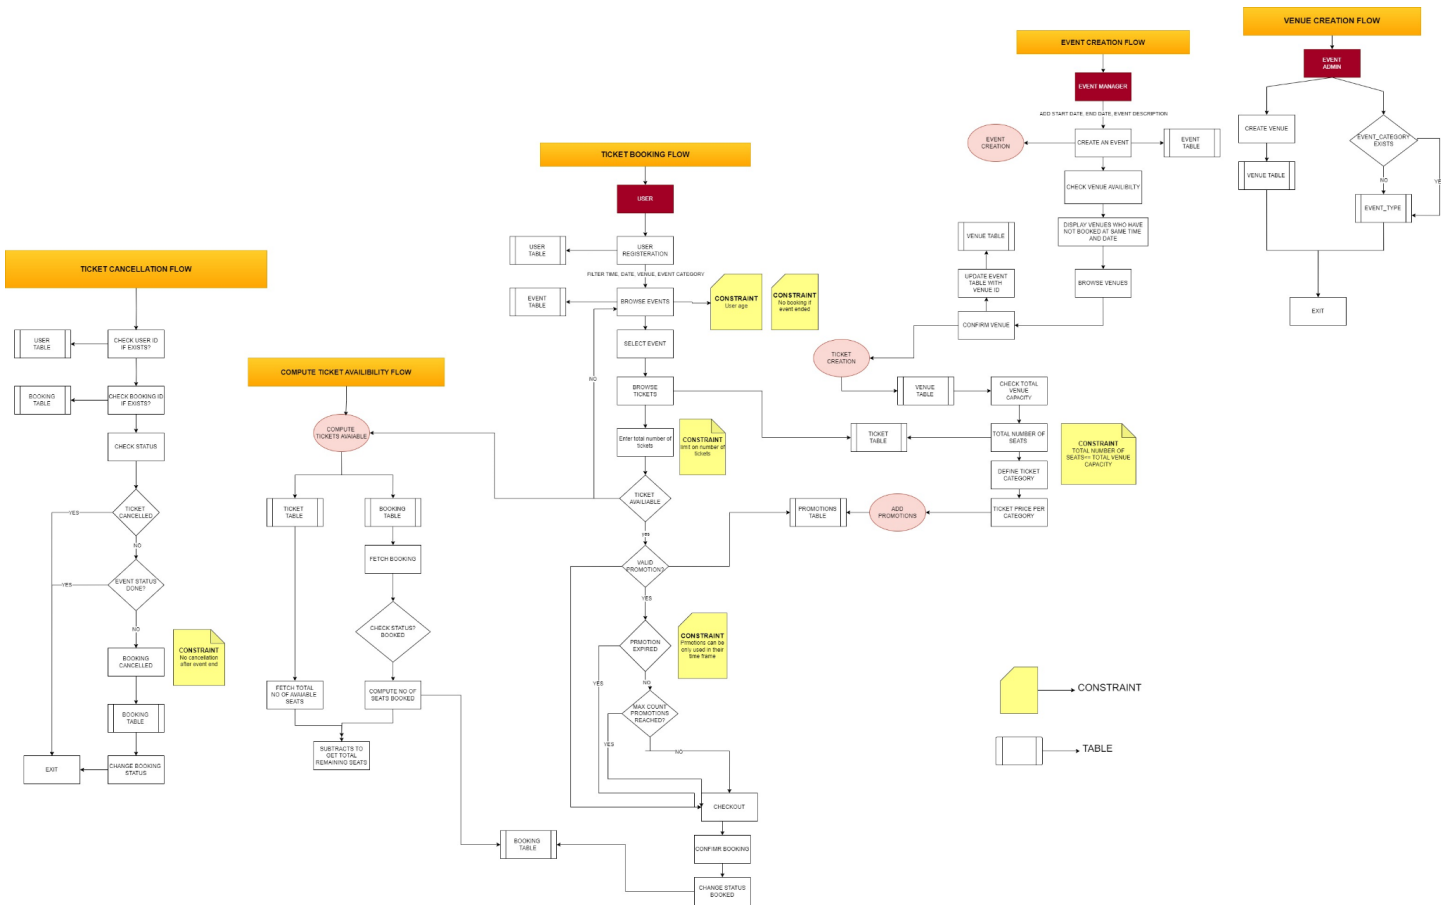 VENUE CREATION FLOW
EVENT
ADMIN
CREATE VENUE
EVENT_CATEGORY
EXISTS
NO
VENUE TABLE
EVENT_TYPE
EXIT
EVENT CREATION FLOW
EVENT MANAGER
ADD START DATE, END DATE, EVENT DESCRIPTION
EVENT
CREATION
CREATE AN EVENT
EVENT
TABLE
CHECK VENUE AVAILIBILTY
DISPLAY VENUES WHO HAVE
NOT BOOKED AT SAME TIME
AND DATE
BROWSE VENUES
VENUE TABLE
UPDATE EVENT
TABLE WITH
VENUE ID
CONFIRM VENUE
TICKET
CREATION
VENUE
TABLE
CHECK TOTAL
VENUE
CAPACITY
TICKET
TABLE
TOTAL NUMBER OF
SEATS
CONSTRAINT
TOTAL NUMBER OF
SEATS<= TOTAL VENUE
CAPACITY
DEFINE TICKET
CATEGORY
TICKET PRICE PER
CATEGORY
ADD
PROMOTIONS
PROMOTIONS
TABLE
TICKET BOOKING FLOW
USER
USER
TABLE
USER
REGISTERATION
FILTER TIME, DATE, VENUE, EVENT CATEGORY
EVENT
TABLE
BROWSE EVENTS
CONSTRAINT
User age
CONSTRAINT
No booking if
event ended
SELECT EVENT
NO
BROWSE
TICKETS
Enter total number of
tickets
CONSTRAINT
limit on number of
tickets
TICKET
AVAILIABLE
yes
VALID
PROMOTION?
YES
PRMOTION
EXPIRED
CONSTRAINT
Prmotions can be
only used in their
time frame
YES
NO
MAX COUNT
PROMOTIONS
REACHED?
YES
NO
CHECKOUT
CONFIMR BOOKING
CHANGE STATUS
BOOKED
BOOKING
TABLE
COMPUTE TICKET AVAILIBILITY FLOW
COMPUTE
TICKETS AVAIABLE
TICKET
TABLE
BOOKING
TABLE
FETCH BOOKING
CHECK STATUS?
BOOKED
FETCH TOTAL
NO OF AVAIABLE
SEATS
COMPUTE NO OF
SEATS BOOKED
SUBTRACTS TO
GET TOTAL
REMAINING SEATS
TICKET CANCELLATION FLOW
USER
TABLE
CHECK USER ID
IF EXISTS?
BOOKING
TABLE
CHECK BOOKING ID
IF EXISTS?
CHECK STATUS
YES
TICKET
CANCELLED
NO
YES
EVENT STATUS
DONE?
NO
BOOKING
CANCELLED
CONSTRAINT
No cancellation
after event end
BOOKING
TABLE
EXIT
CHANGE BOOKING
STATUS
CONSTRAINT
TABLE